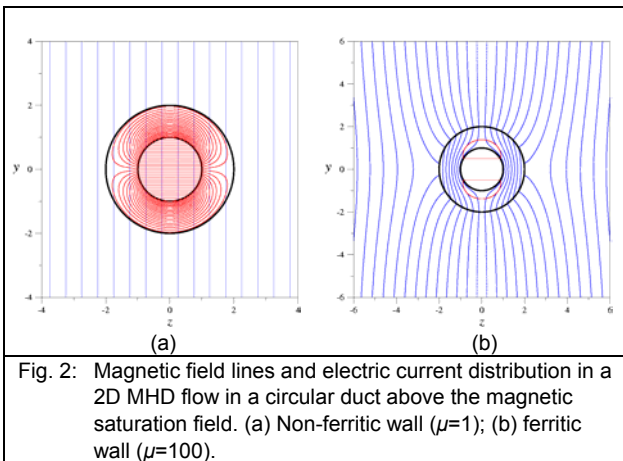 4
2
y 0
-2
-4
-4 -2 0 2 4
z
(a)
6
4
2
y 0
-2
-4
-6
-6 -4 -2 0 2 4 6
z
(b)
Fig. 2: Magnetic field lines and electric current distribution in a
2D MHD flow in a circular duct above the magnetic
saturation field. (a) Non-ferritic wall (μ=1); (b) ferritic
wall (μ=100).